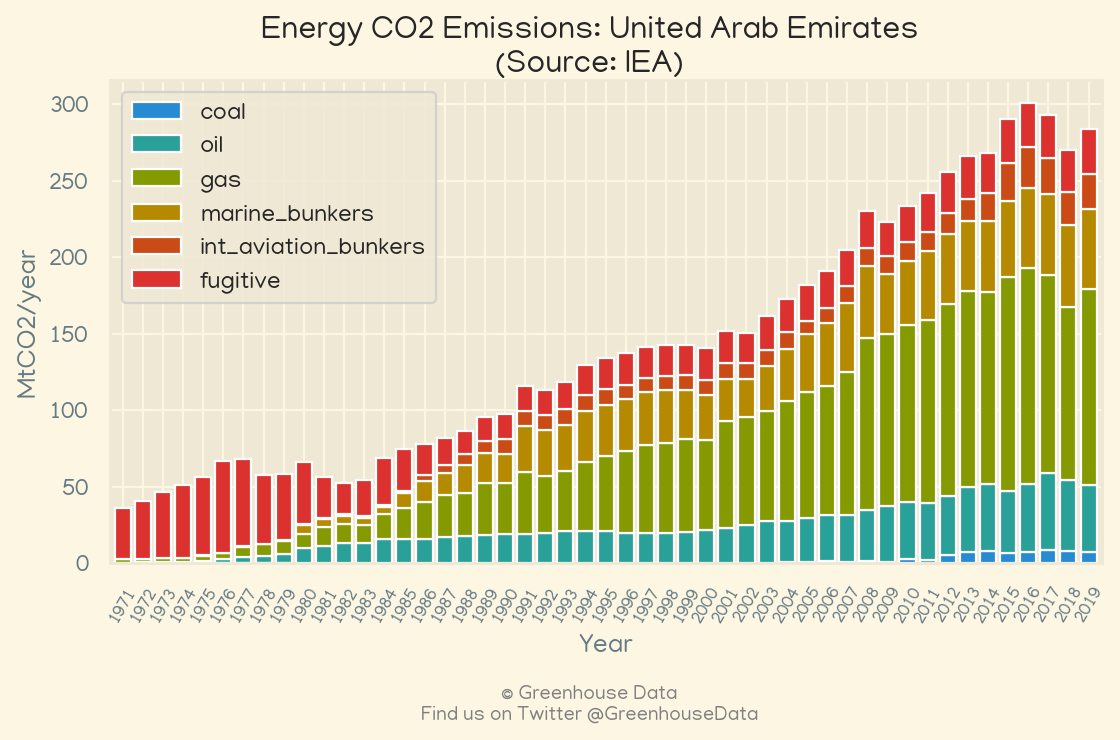 Energy CO2 Emissions: United Arab Emirates
(Source: IEA)
MtCO2/year
300
250
200
150
100
50
0
coal
oil
gas
marine_bunkers
int_aviation_bunkers
fugitive
1971 1972 1973 1974 1975 1976 1977 1978 1979 1980 1981 1982 1983 1984 1985 1986 1987 1988 1989 1990 1991 1992 1993 1994 1995 1996 1997 1998 1999 2000 2001 2002 2003 2004 2005 2006 2007 2008 2009 2010 2011 2012 2013 2014 2015 2016 2017 2018 2019
Year
© Greenhouse Data
Find us on Twitter @GreenhouseData